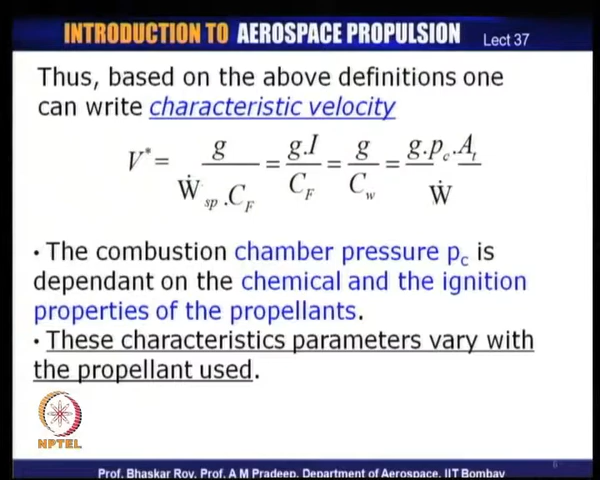 INTRODUCTION TO AEROSPACE PROPULSION Lect 37
Thus, based on the above definitions one
can write characteristic velocity
V* = g / (Ẇsp . CF) = g.I / CF = g / Cw = g.pc.At / Ẇ
· The combustion chamber pressure pc is
dependant on the chemical and the ignition
properties of the propellants.
· These characteristics parameters vary with
the propellant used.
NPTEL
Prof. Bhaskar Roy, Prof. A M Pradeep, Department of Aerospace, IIT Bombay